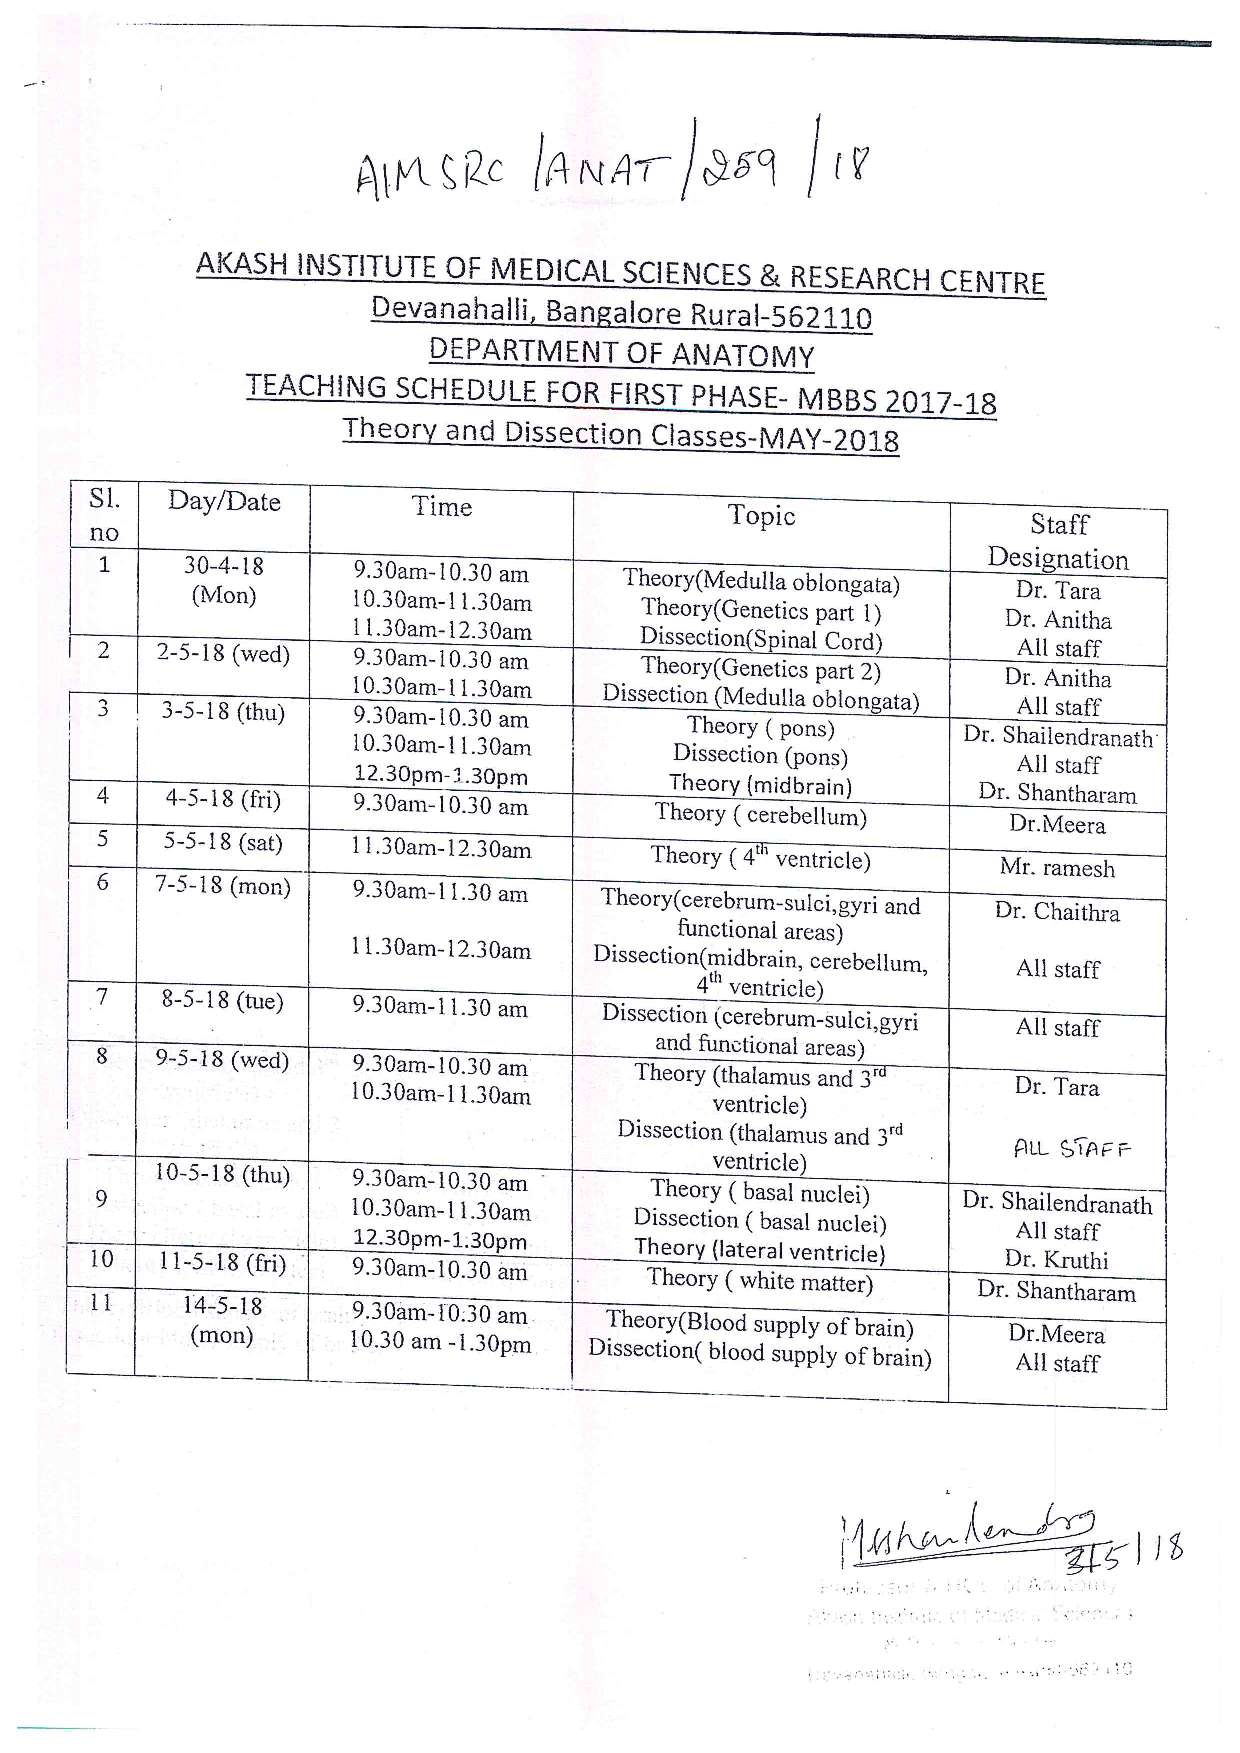 AIMSRC /ANAT/259/18
AKASH INSTITUTE OF MEDICAL SCIENCES & RESEARCH CENTRE
Devanahalli, Bangalore Rural-562110
DEPARTMENT OF ANATOMY
TEACHING SCHEDULE FOR FIRST PHASE- MBBS 2017-18
Theory and Dissection Classes-MAY-2018
Sl. no Day/Date Time Topic Staff Designation
1 30-4-18 (Mon) 9.30am-10.30 am Theory(Medulla oblongata) Dr. Tara
10.30am-11.30am Theory(Genetics part 1) Dr. Anitha
11.30am-12.30am Dissection(Spinal Cord) All staff
2 2-5-18 (wed) 9.30am-10.30 am Theory(Genetics part 2) Dr. Anitha
10.30am-11.30am Dissection (Medulla oblongata) All staff
3 3-5-18 (thu) 9.30am-10.30 am Theory ( pons) Dr. Shailendranath
10.30am-11.30am Dissection (pons) All staff
12.30pm-1.30pm Theory (midbrain) Dr. Shantharam
4 4-5-18 (fri) 9.30am-10.30 am Theory ( cerebellum) Dr.Meera
5 5-5-18 (sat) 11.30am-12.30am Theory ( 4th ventricle) Mr. ramesh
6 7-5-18 (mon) 9.30am-11.30 am Theory(cerebrum-sulci,gyri and Dr. Chaithra
functional areas)
11.30am-12.30am Dissection(midbrain, cerebellum, All staff
4th ventricle)
7 8-5-18 (tue) 9.30am-11.30 am Dissection (cerebrum-sulci,gyri All staff
and functional areas)
8 9-5-18 (wed) 9.30am-10.30 am Theory (thalamus and 3rd Dr. Tara
10.30am-11.30am ventricle)
Dissection (thalamus and 3rd ALL STAFF
ventricle)
9 10-5-18 (thu) 9.30am-10.30 am Theory ( basal nuclei) Dr. Shailendranath
10.30am-11.30am Dissection ( basal nuclei) All staff
12.30pm-1:30pm Theory (lateral ventricle) Dr. Kruthi
10 11-5-18 (fri) 9.30am-10.30 am Theory ( white matter) Dr. Shantharam
11 14-5-18 (mon) 9.30am-10:30 am Theory(Blood supply of brain) Dr.Meera
10.30 am -1.30pm Dissection( blood supply of brain) All staff
3/5/18